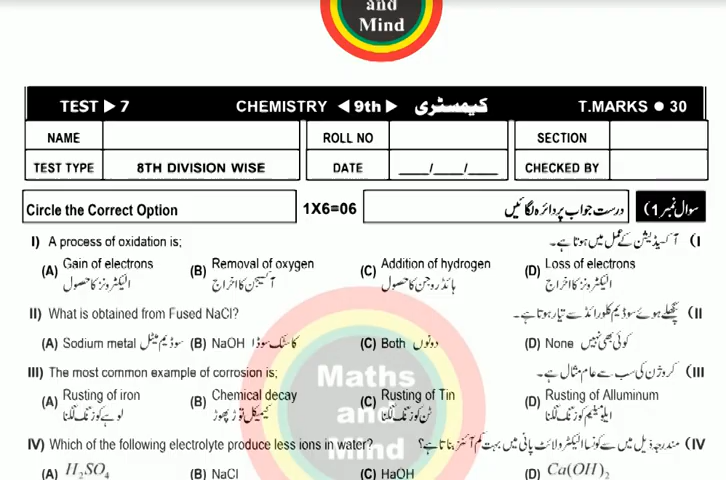 and
Mind
TEST ▶ 7 CHEMISTRY ◀ 9th ▶ کیمسٹری T.MARKS ● 30
NAME ROLL NO SECTION
TEST TYPE 8TH DIVISION WISE DATE ___/___/___ CHECKED BY
Circle the Correct Option 1X6=06 درست جواب پر دائرہ لگائیں سوال نمبر 1)
I) A process of oxidation is; آکسیڈیشن کے عمل میں ہوتا ہے۔ (I
(A) Gain of electrons (B) Removal of oxygen (C) Addition of hydrogen (D) Loss of electrons
الیکٹرونز کا حصول آکسیجن کا اخراج ہائڈروجن کا حصول الیکٹرونز کا اخراج
II) What is obtained from Fused NaCl? پگھلے ہوئے سوڈیم کلورائڈ سے تیار ہوتا ہے۔ (II
(A) Sodium metal سوڈیم میٹل (B) NaOH کاسٹک سوڈا (C) Both دونوں (D) None کوئی بھی نہیں
III) The most common example of corrosion is; کروژن کی سب سے عام مثال ہے۔ (III
(A) Rusting of iron (B) Chemical decay (C) Rusting of Tin (D) Rusting of Alluminum
لوہے کو زنگ لگنا کیمیکل توڑ پھوڑ ٹن کو زنگ لگنا ایلومینیم کو زنگ لگنا
Maths
and
Mind
IV) Which of the following electrolyte produce less ions in water? مندرجہ ذیل میں سے کونسا الیکٹرولائٹ پانی میں بہت کم آئنز بناتا ہے؟ (IV
(A) H₂SO₄ (B) NaCl (C) HaOH (D) Ca(OH)₂